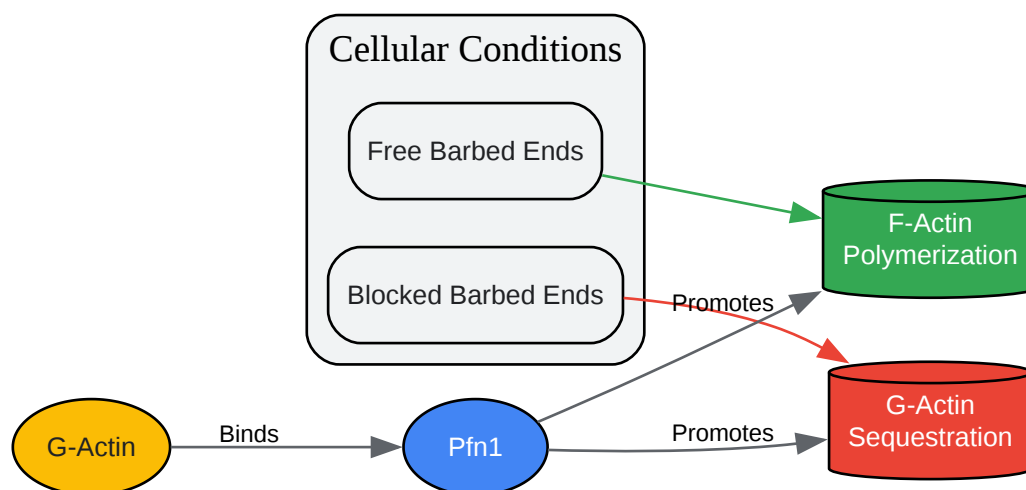 Cellular Conditions
Free Barbed Ends
Blocked Barbed Ends
F-Actin
Polymerization
Promotes
G-Actin
Sequestration
G-Actin
Binds
Pfn1
Promotes